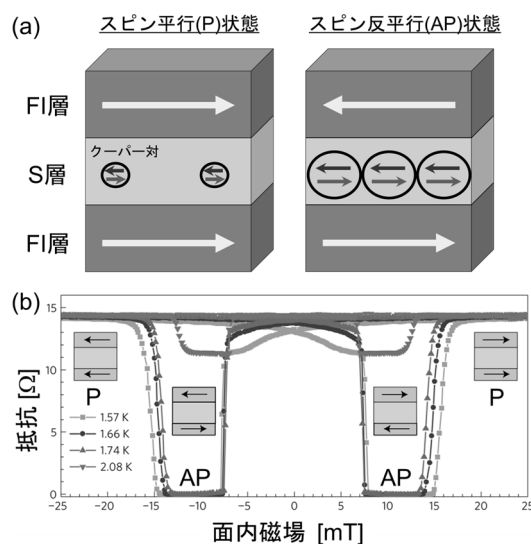 (a)
スピン平行(P)状態
スピン反平行(AP)状態
FI層
クーパー対
S層
FI層
(b)
抵抗 [Ω]
15
10
5
0
P
AP
AP
P
1.57 K
1.66 K
1.74 K
2.08 K
-25 -20 -15 -10 -5 0 5 10 15 20 25
面内磁場 [mT]